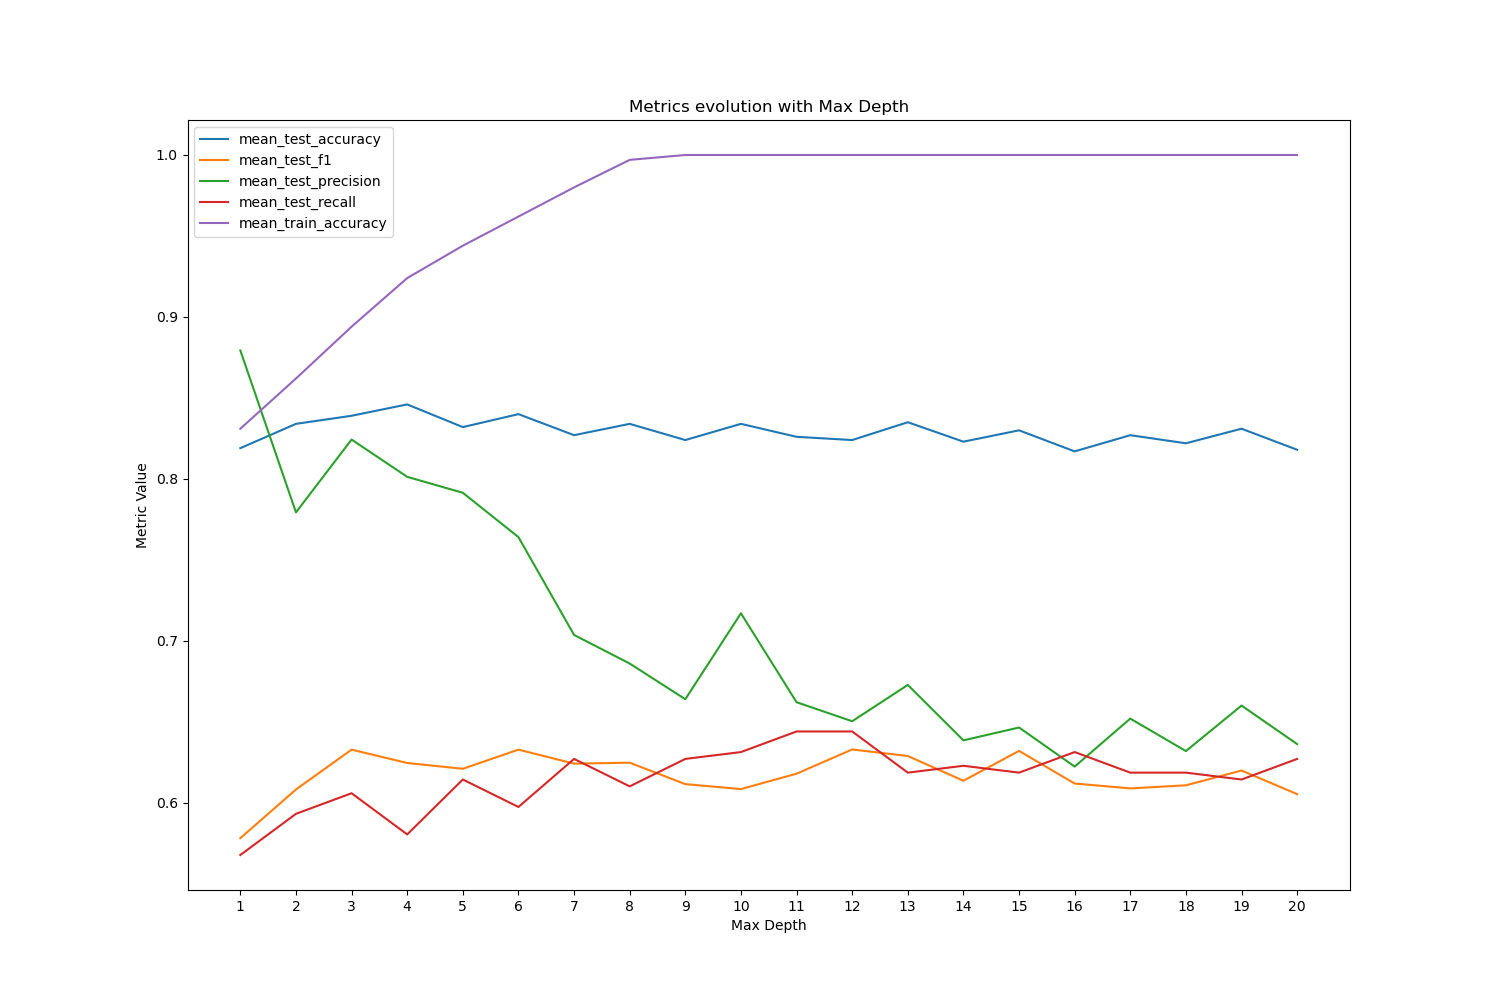 Metrics evolution with Max Depth
mean_test_accuracy
mean_test_f1
mean_test_precision
mean_test_recall
mean_train_accuracy
1.0
0.9
0.8
0.7
0.6
Metric Value
1 2 3 4 5 6 7 8 9 10 11 12 13 14 15 16 17 18 19 20
Max Depth